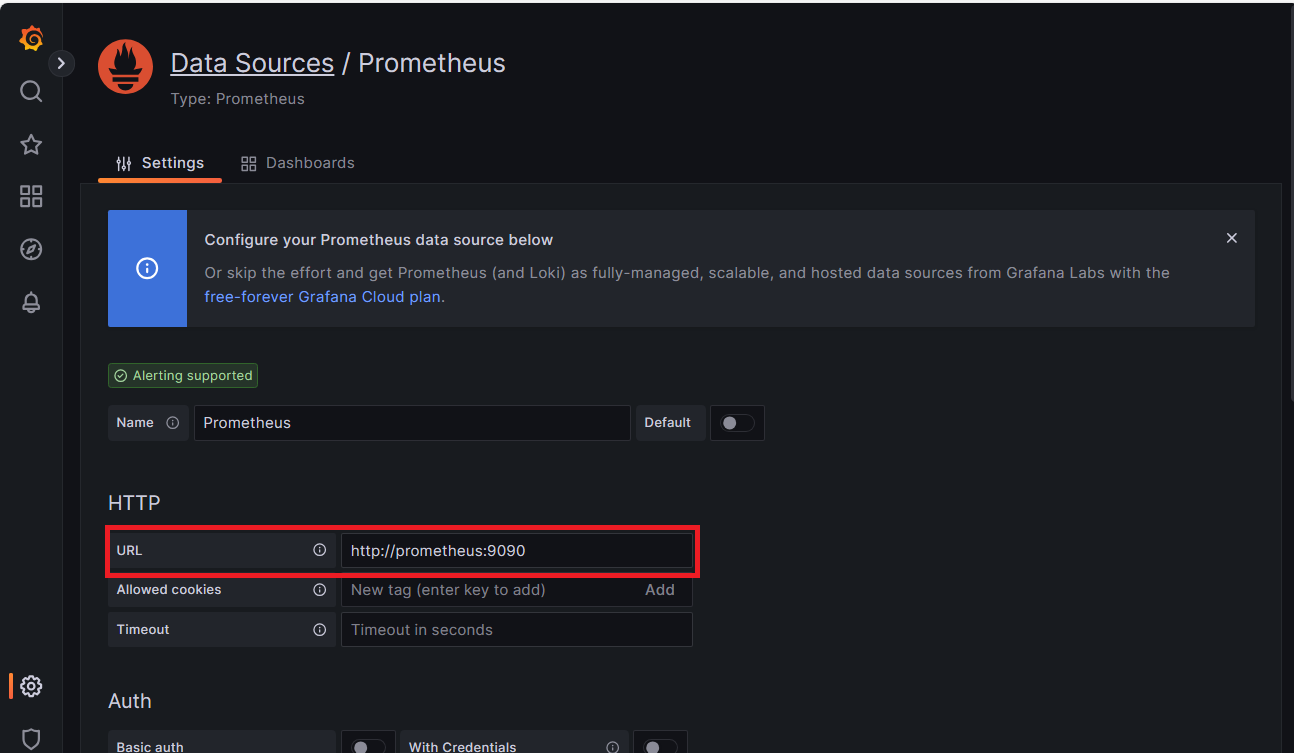 Data Sources / Prometheus
Type: Prometheus
Settings
Dashboards
Configure your Prometheus data source below
Or skip the effort and get Prometheus (and Loki) as fully-managed, scalable, and hosted data sources from Grafana Labs with the
free-forever Grafana Cloud plan.
Alerting supported
Name
Prometheus
Default
HTTP
URL
http://prometheus:9090
Allowed cookies
New tag (enter key to add)
Add
Timeout
Timeout in seconds
Auth
Basic auth
With Credentials